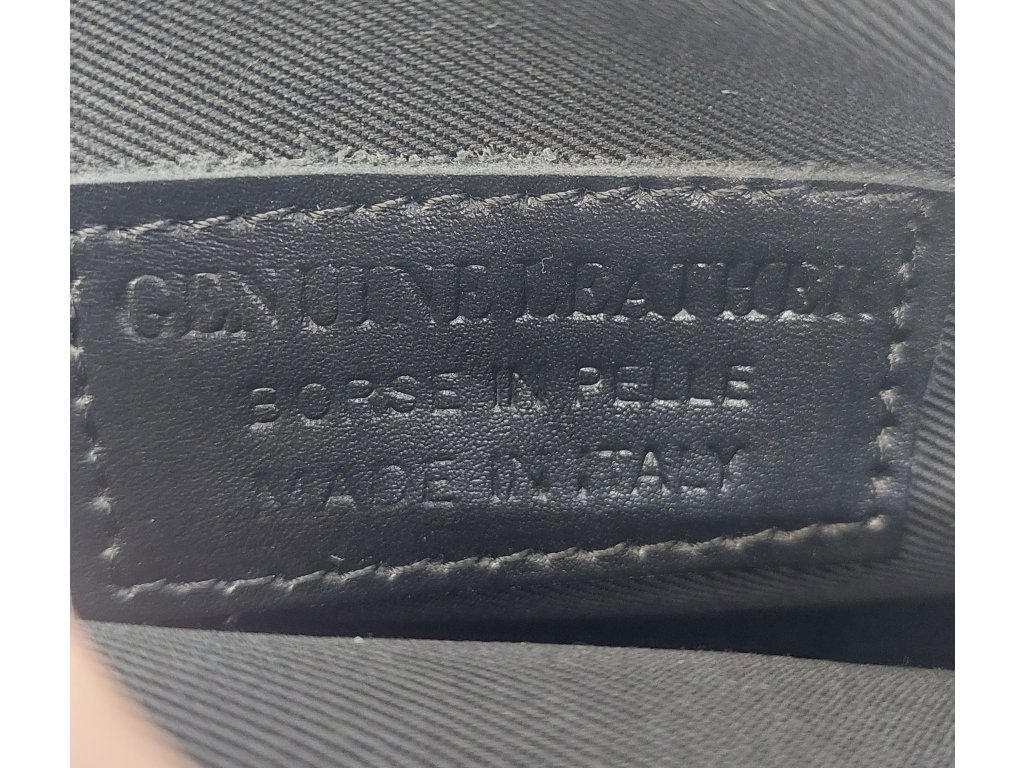 GENUINE LEATHER
BORSE IN PELLE
MADE IN ITALY